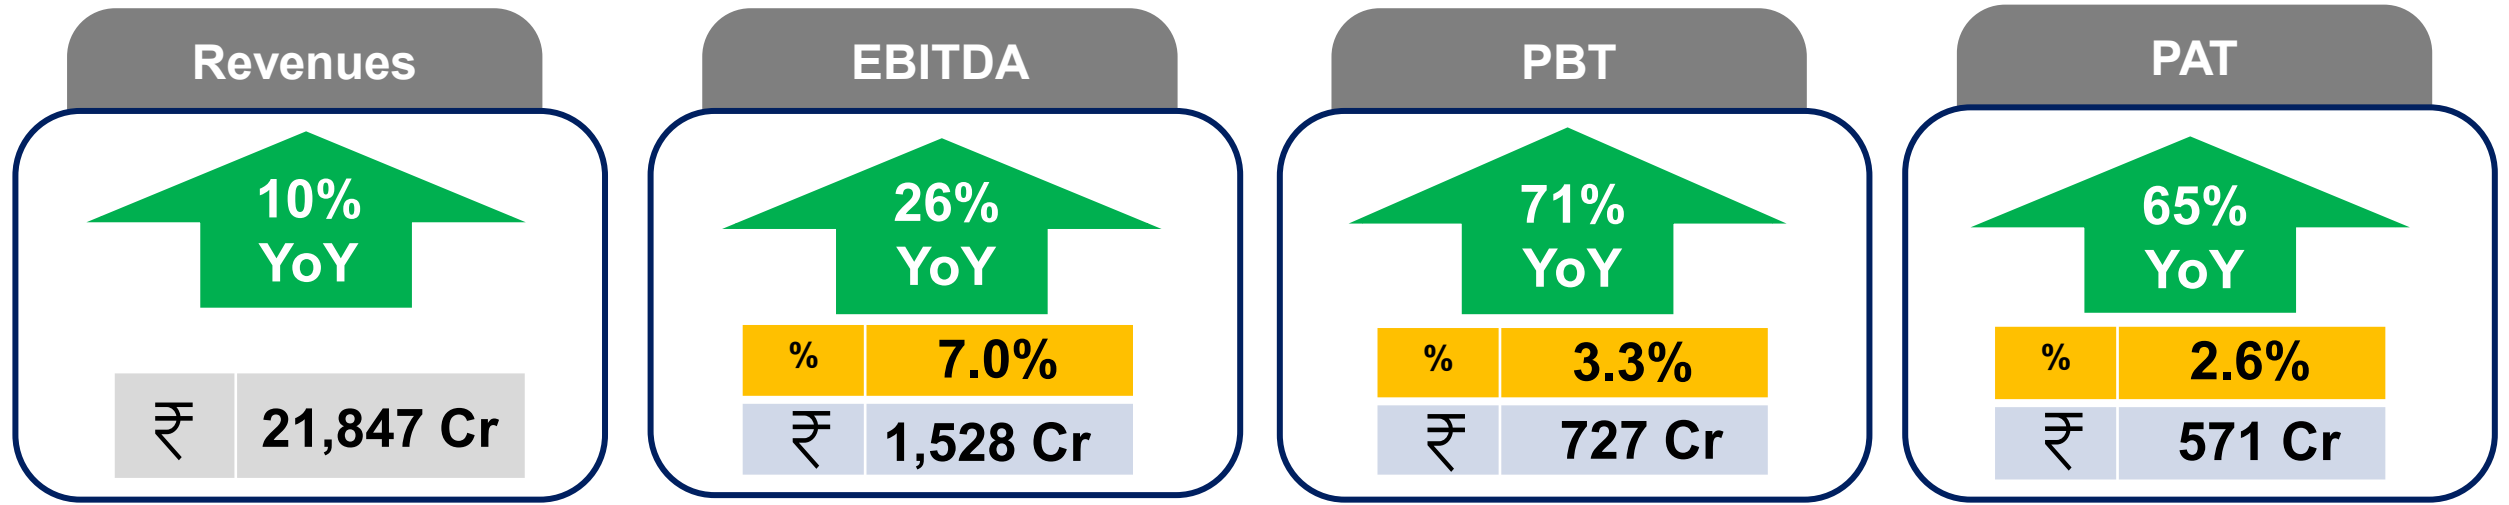 Revenues
10%
YoY
₹ 21,847 Cr
EBITDA
26%
YoY
% 7.0%
₹ 1,528 Cr
PBT
71%
YoY
% 3.3%
₹ 727 Cr
PAT
65%
YoY
% 2.6%
₹ 571 Cr